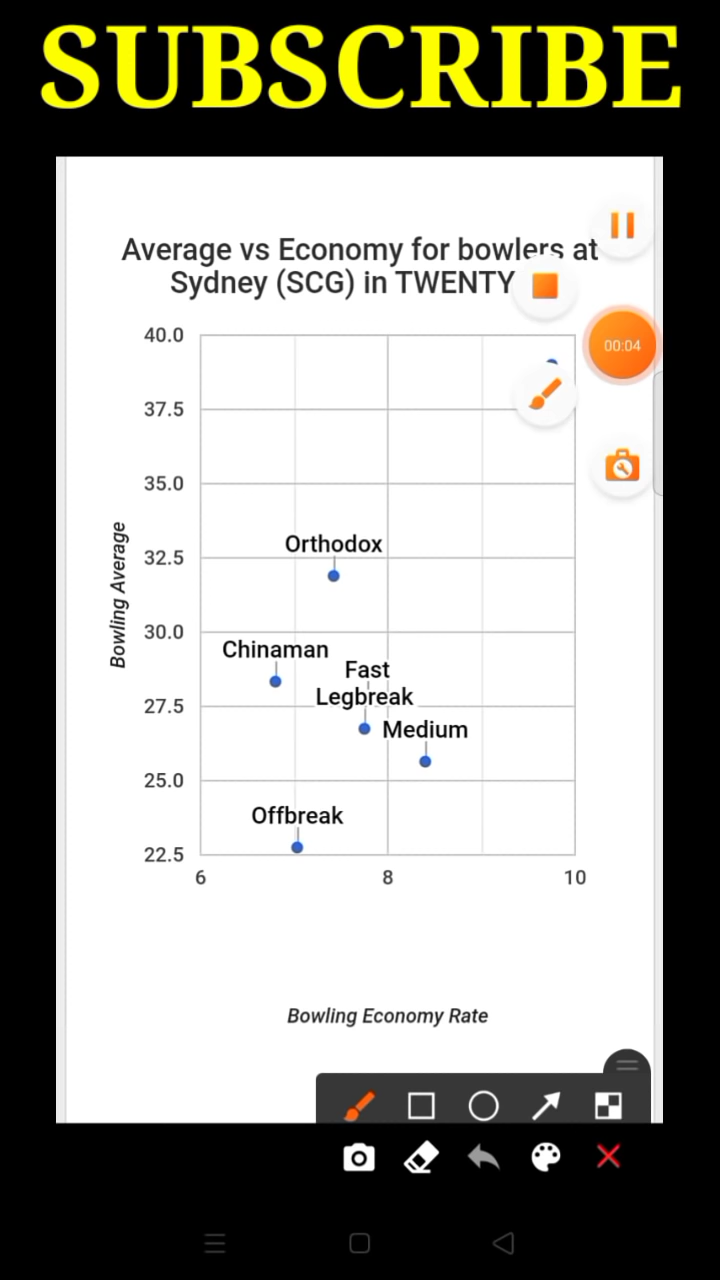 SUBSCRIBE
Average vs Economy for bowlers at
Sydney (SCG) in TWENTY
40.0
00:04
37.5
35.0
Orthodox
32.5
30.0
Chinaman
Fast
Legbreak
27.5
Medium
25.0
Offbreak
22.5
6
8
10
Bowling Average
Bowling Economy Rate